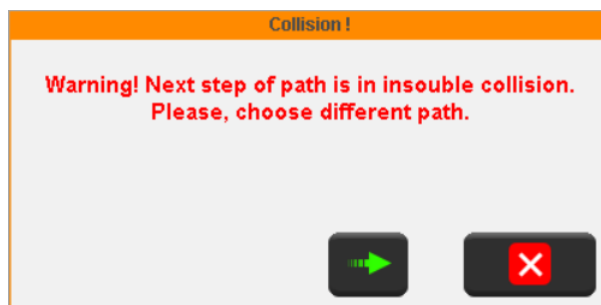 Collision !
Warning! Next step of path is in insouble collision.
Please, choose different path.